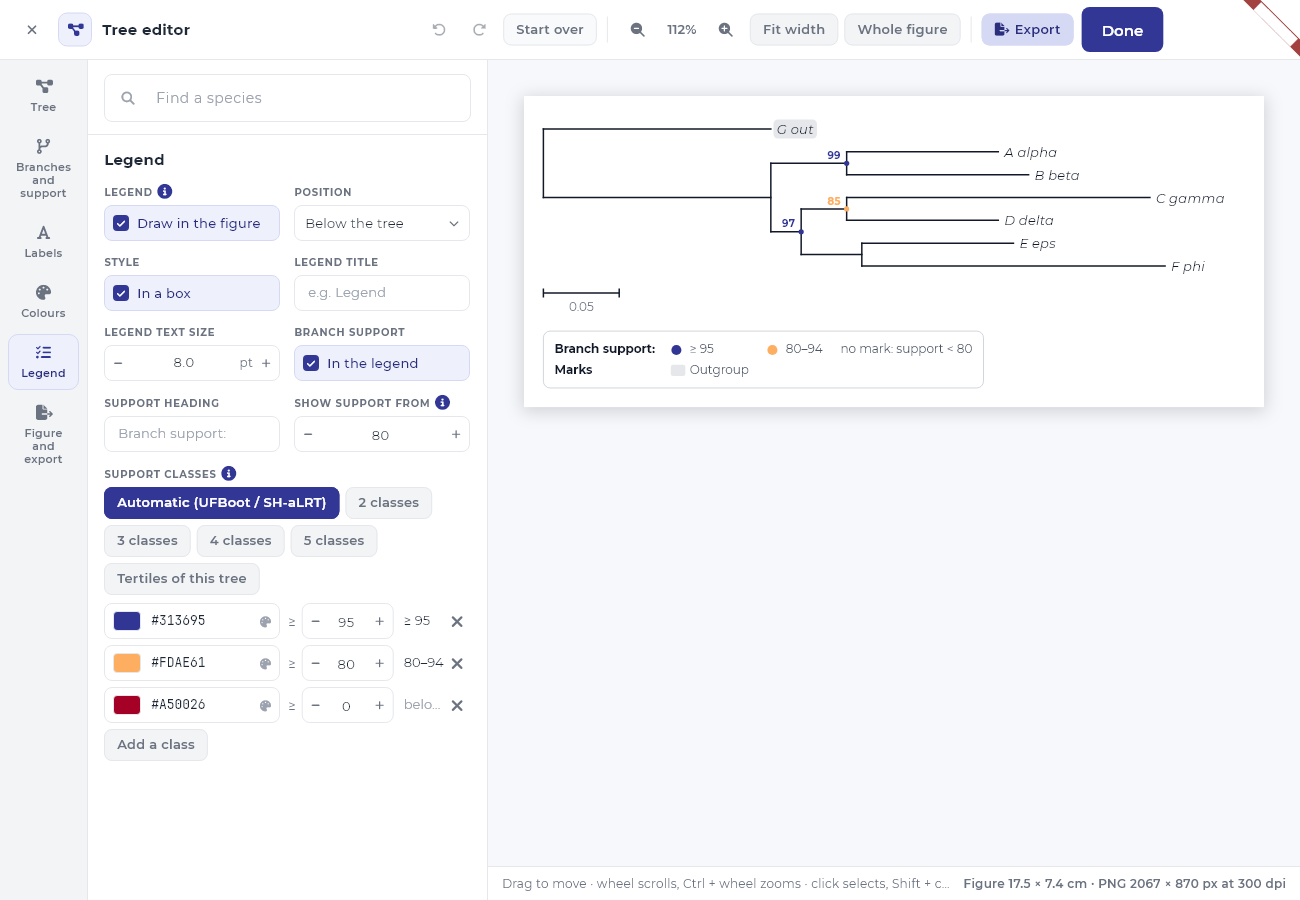 Tree editor
Start over
112%
Fit width
Whole figure
Export
Done
Tree
Branches and support
Labels
Colours
Legend
Figure and export
Find a species
Legend
LEGEND
POSITION
Draw in the figure
Below the tree
STYLE
LEGEND TITLE
In a box
e.g. Legend
LEGEND TEXT SIZE
BRANCH SUPPORT
− 8.0 pt +
In the legend
SUPPORT HEADING
SHOW SUPPORT FROM
Branch support:
− 80 +
SUPPORT CLASSES
Automatic (UFBoot / SH-aLRT)
2 classes
3 classes
4 classes
5 classes
Tertiles of this tree
#313695 ≥ − 95 + ≥ 95
#FDAE61 ≥ − 80 + 80–94
#A50026 ≥ − 0 + belo...
Add a class
G out
99
A alpha
B beta
85
C gamma
97
D delta
E eps
F phi
0.05
Branch support: ≥ 95 80–94 no mark: support < 80
Marks Outgroup
Drag to move · wheel scrolls, Ctrl + wheel zooms · click selects, Shift + c...
Figure 17.5 × 7.4 cm · PNG 2067 × 870 px at 300 dpi